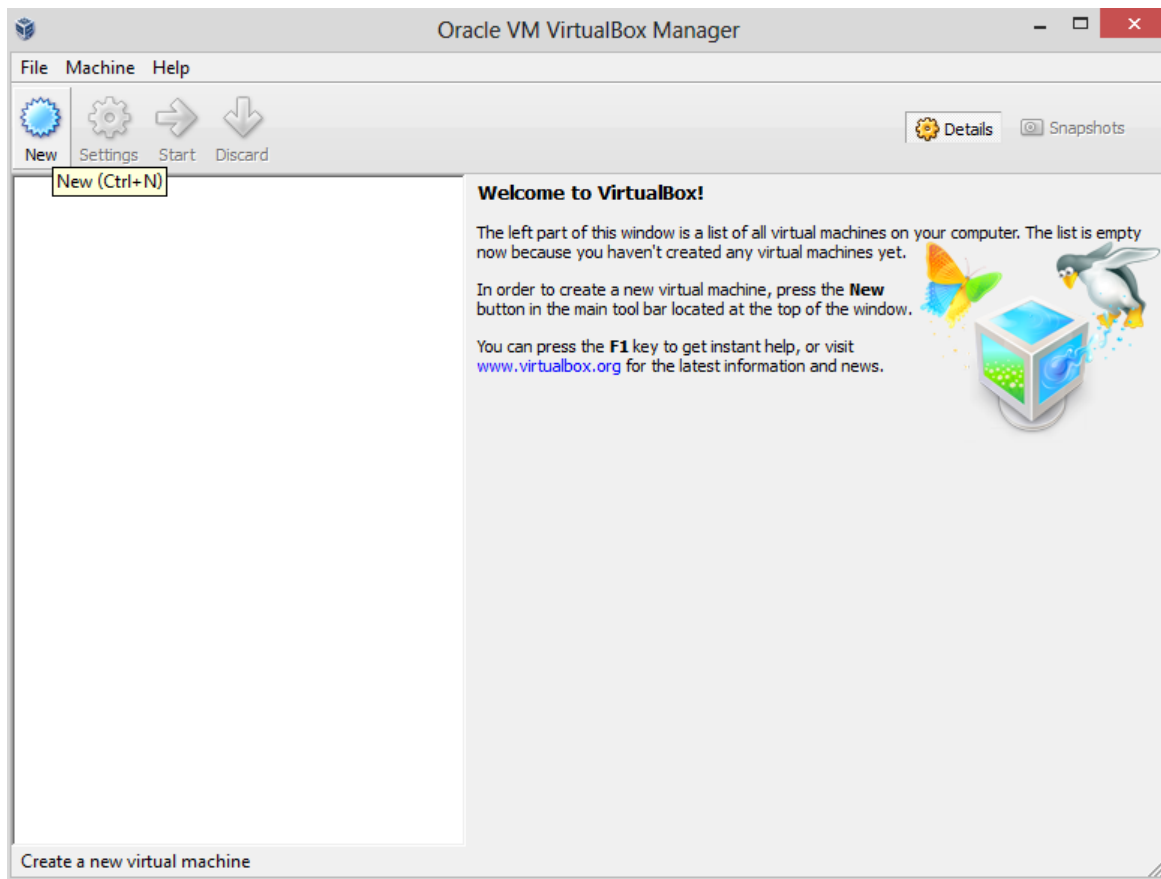 Oracle VM VirtualBox Manager
File Machine Help
New Settings Start Discard
Details Snapshots
New (Ctrl+N)
Welcome to VirtualBox!
The left part of this window is a list of all virtual machines on your computer. The list is empty
now because you haven't created any virtual machines yet.
In order to create a new virtual machine, press the New
button in the main tool bar located at the top of the window.
You can press the F1 key to get instant help, or visit
www.virtualbox.org for the latest information and news.
Create a new virtual machine